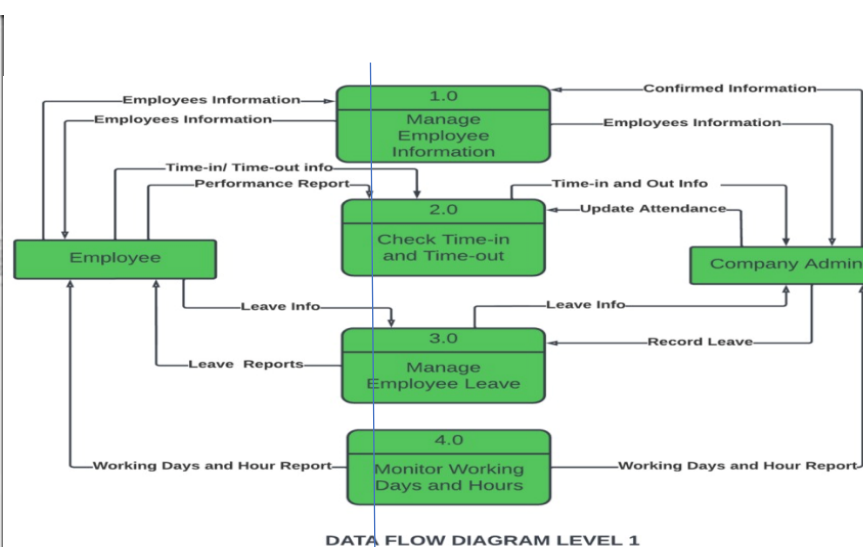 Confirmed Information
1.0
Employees Information
Manage
Employee
Information
Employees Information
Employees Information
Time-in/ Time-out info
Performance Report
Time-in and Out Info
2.0
Update Attendance
Check Time-in
and Time-out
Employee
Company Admin
Leave Info
Leave Info
3.0
Record Leave
Manage
Employee Leave
Leave Reports
4.0
Working Days and Hour Report
Monitor Working
Days and Hours
Working Days and Hour Report
DATA FLOW DIAGRAM LEVEL 1